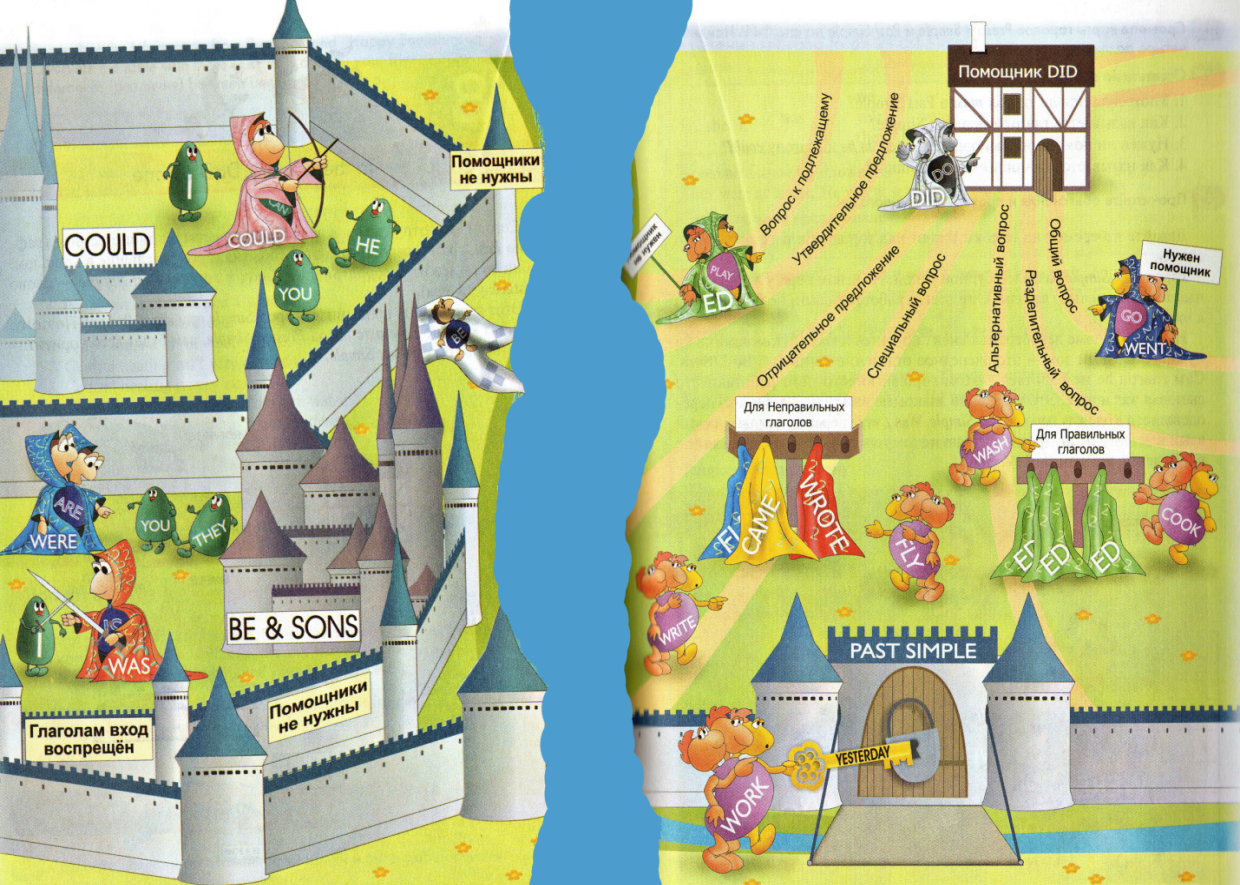 I
CAN
COULD
HE
YOU
COULD
Помощники
не нужны
BE
ARE
WERE
YOU
THEY
I
IS
WAS
BE & SONS
Помощники
не нужны
Глаголам вход
воспрещён
Помощник DID
DO
DID
Вопрос к подлежащему
Утвердительное предложение
Отрицательное предложение
Специальный вопрос
Альтернативный вопрос
Общий вопрос
Разделительный вопрос
Помощник
не нужен
PLAY
ED
Нужен
помощник
GO
WENT
Для Неправильных
глаголов
CAME
WROTE
WASH
Для Правильных
глаголов
ED
ED
ED
COOK
FLY
WRITE
PAST SIMPLE
YESTERDAY
WORK